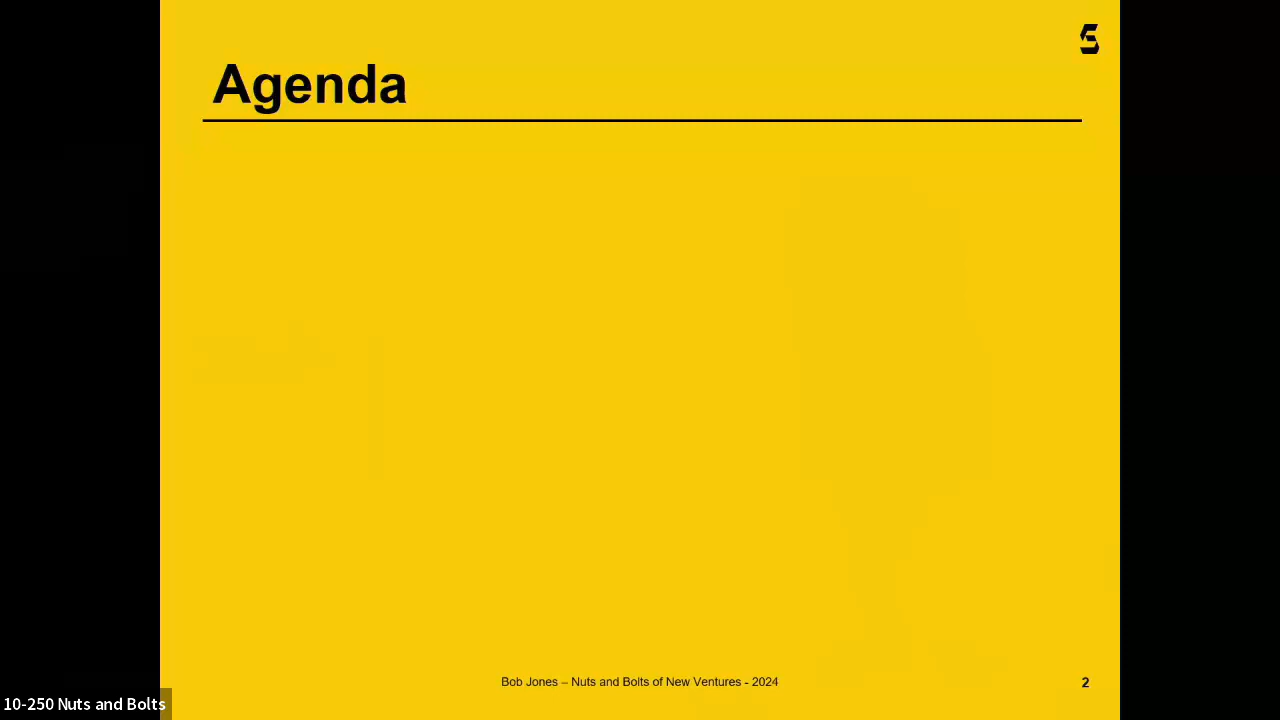 Agenda
Bob Jones – Nuts and Bolts of New Ventures - 2024
2
10-250 Nuts and Bolts